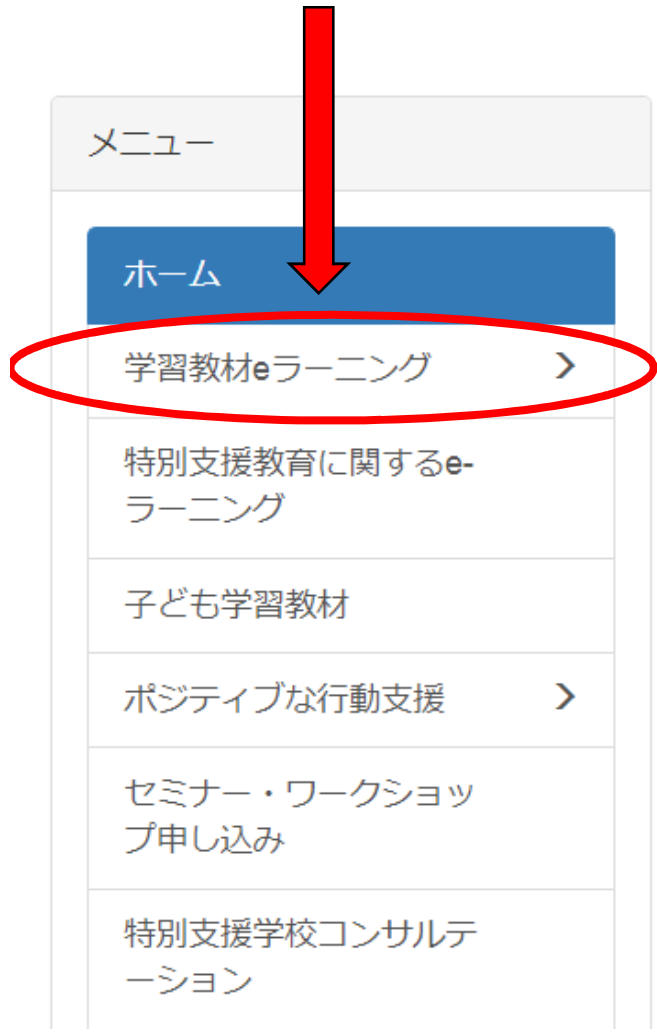 メニュー
ホーム
学習教材eラーニング
特別支援教育に関するe-
ラーニング
子ども学習教材
ポジティブな行動支援
セミナー・ワークショッ
プ申し込み
特別支援学校コンサルテ
ーション